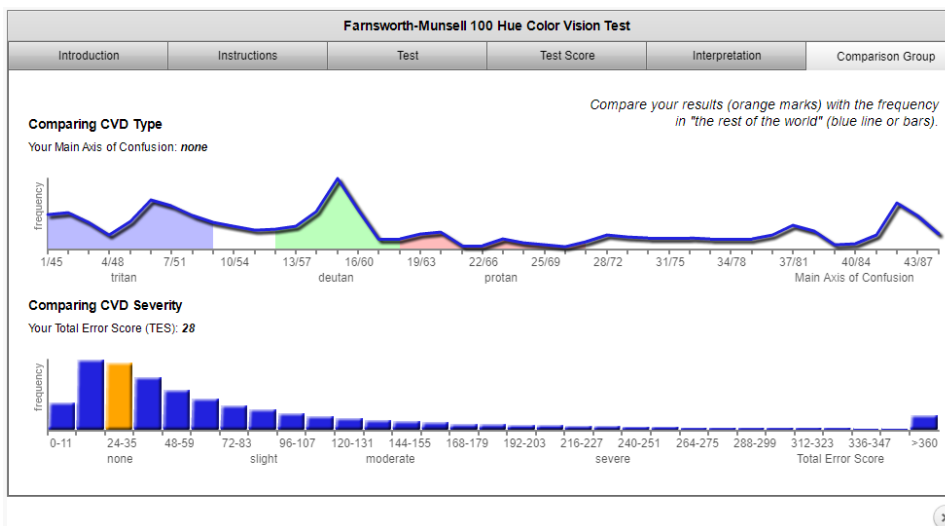 Farnsworth-Munsell 100 Hue Color Vision Test
Introduction Instructions Test Test Score Interpretation Comparison Group
Compare your results (orange marks) with the frequency
in "the rest of the world" (blue line or bars).
Comparing CVD Type
Your Main Axis of Confusion: none
frequency
1/45 4/48 7/51 10/54 13/57 16/60 19/63 22/66 25/69 28/72 31/75 34/78 37/81 40/84 43/87
tritan deutan protan Main Axis of Confusion
Comparing CVD Severity
Your Total Error Score (TES): 28
frequency
0-11 24-35 48-59 72-83 96-107 120-131 144-155 168-179 192-203 216-227 240-251 264-275 288-299 312-323 336-347 >360
none slight moderate severe Total Error Score